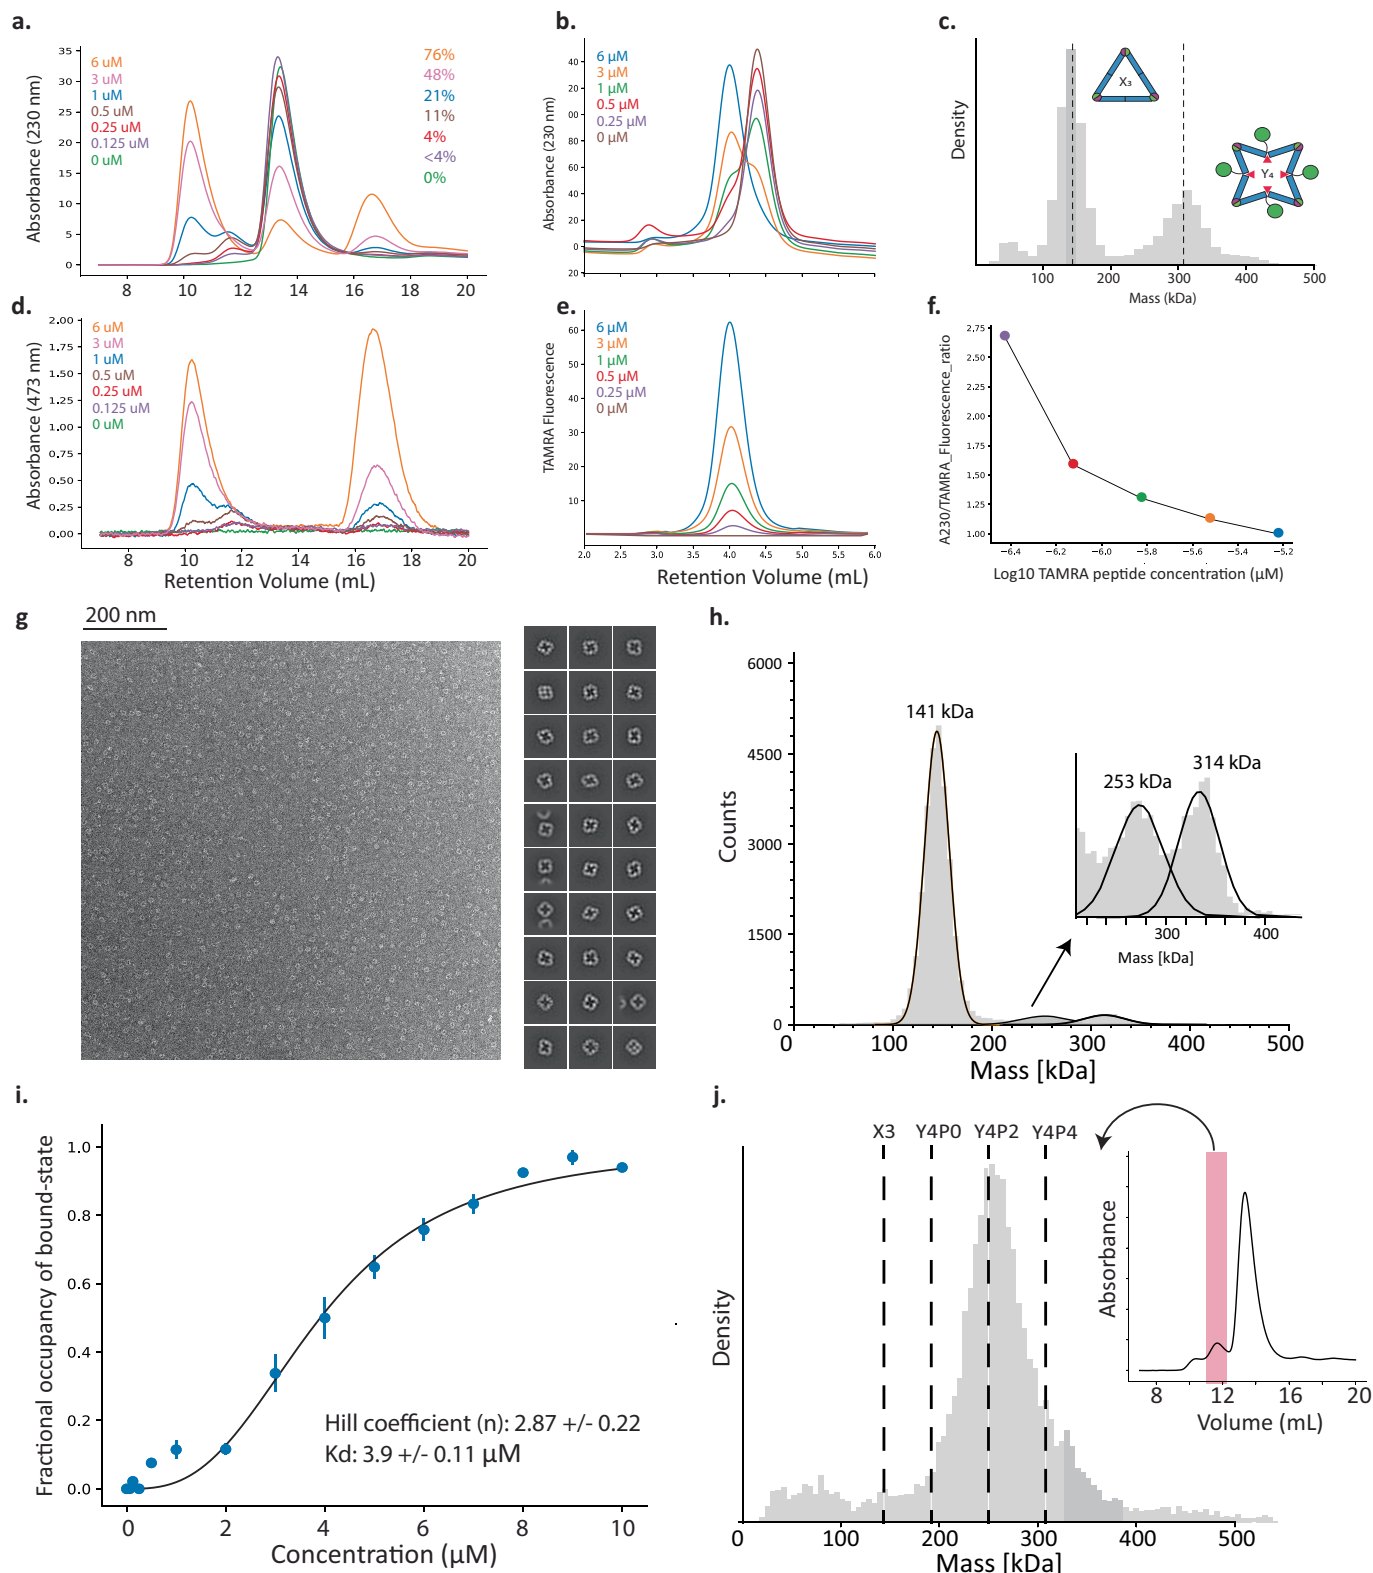 a.
35
30
25
20
15
10
5
0
Absorbance (230 nm)
6 uM
3 uM
1 uM
0.5 uM
0.25 uM
0.125 uM
0 uM
76%
48%
21%
11%
4%
<4%
0%
8 10 12 14 16 18 20
b.
40
20
00
80
60
40
20
0
20
Absorbance (230 nm)
6 µM
3 µM
1 µM
0.5 µM
0.25 µM
0 µM
c.
Density
X₃
Y₄
100 200 300 400 500
Mass (kDa)
d.
2.00
1.75
1.50
1.25
1.00
0.75
0.50
0.25
0.00
Absorbance (473 nm)
6 uM
3 uM
1 uM
0.5 uM
0.25 uM
0.125 uM
0 uM
8 10 12 14 16 18 20
Retention Volume (mL)
e.
60
50
40
30
20
10
TAMRA Fluorescence
6 µM
3 µM
1 µM
0.5 µM
0.25 µM
0 µM
2.0 2.5 3.0 3.5 4.0 4.5 5.0 5.5 6.0
Retention Volume (mL)
f.
2.75
2.50
2.25
2.00
1.75
1.50
1.25
1.00
A230/TAMRA_Fluorescence_ratio
−6.4 −6.2 −6.0 −5.8 −5.6 −5.4 −5.2
Log10 TAMRA peptide concentration (µM)
g
200 nm
h.
6000
4500
3000
1500
0
Counts
141 kDa
253 kDa
314 kDa
300 400
Mass [kDa]
0 100 200 300 400 500
Mass [kDa]
i.
1.0
0.8
0.6
0.4
0.2
0.0
Fractional occupancy of bound-state
Hill coefficient (n): 2.87 +/- 0.22
Kd: 3.9 +/- 0.11 µM
0 2 4 6 8 10
Concentration (µM)
j.
X3 Y4P0 Y4P2 Y4P4
Density
Absorbance
8 12 16 20
Volume (mL)
0 100 200 300 400 500
Mass [kDa]